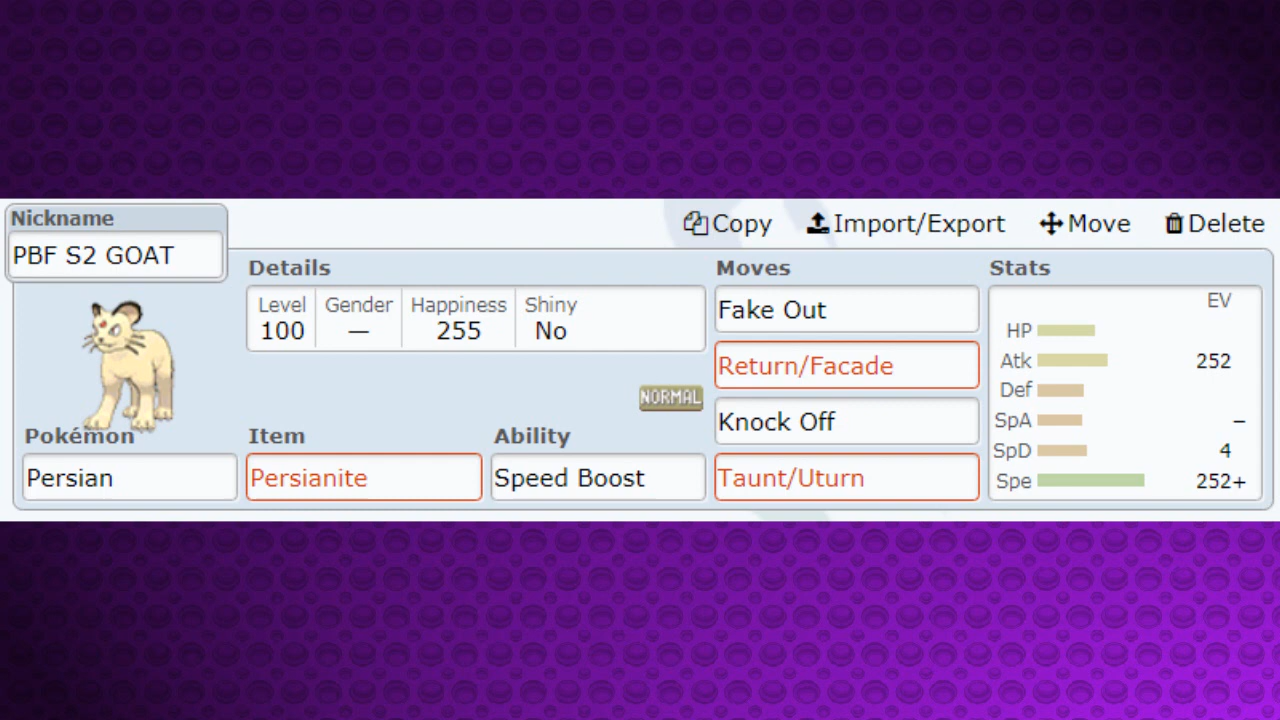 Nickname
PBF S2 GOAT
Copy Import/Export Move Delete
Details
Level Gender Happiness Shiny
100 — 255 No
NORMAL
Pokémon Item Ability
Persian Persianite Speed Boost
Moves
Fake Out
Return/Facade
Knock Off
Taunt/Uturn
Stats
EV
HP
Atk 252
Def
SpA –
SpD 4
Spe 252+